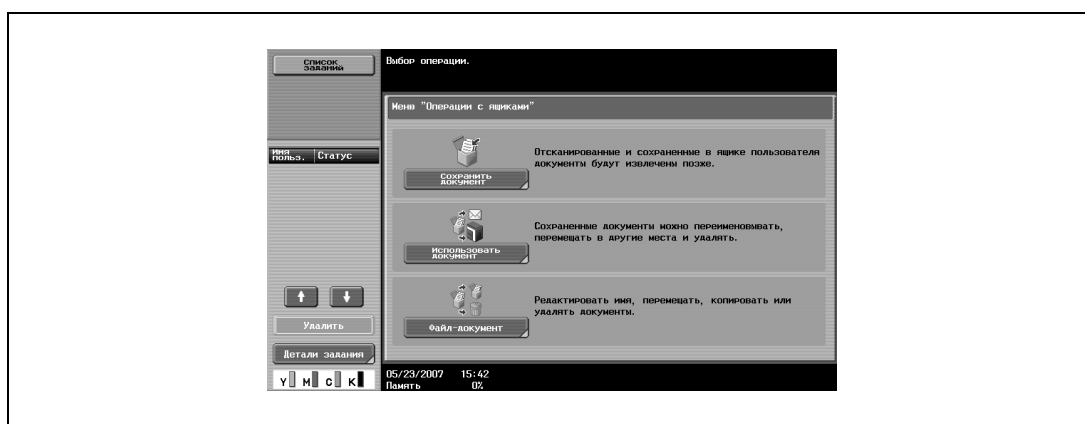 Список
заданий
Выбор операции.
Меню "Операции с ящиками"
Имя
польз.
Статус
Отсканированные и сохраненные в ящике пользователя
документы будут извлечены позже.
Сохранить
документ
Сохраненные документы можно переименовывать,
перемещать в другие места и удалять.
Использовать
документ
Редактировать имя, перемещать, копировать или
удалять документы.
Файл-документ
Удалить
Детали задания
Y M C K
05/23/2007 15:42
Память 0%